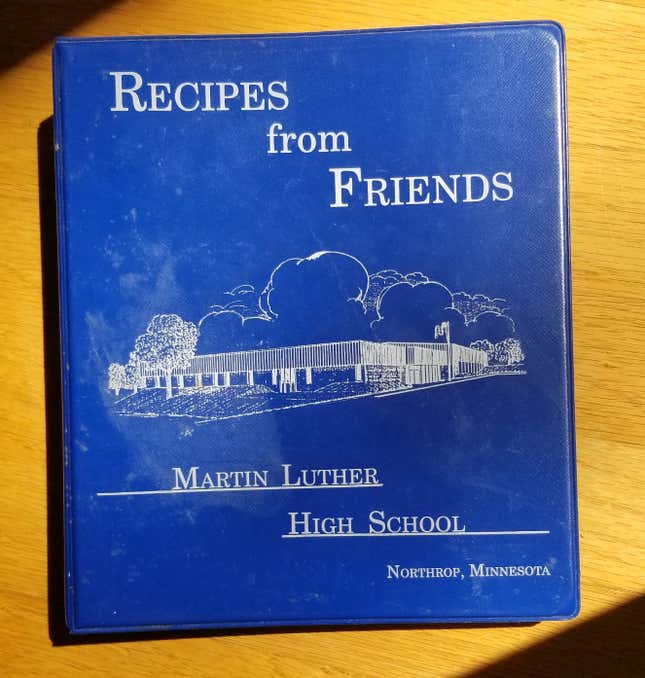 RECIPES
from
FRIENDS
MARTIN LUTHER
HIGH SCHOOL
NORTHROP, MINNESOTA